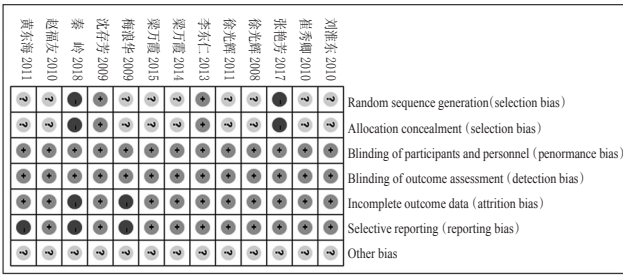 黄东海 2011
赵福友 2010
秦 岭 2018
沈存芳 2009
梅浪华 2009
梁万霞 2015
梁万霞 2014
李东仁 2013
徐光辉 2011
徐光辉 2008
张艳芳 2017
崔秀卿 2010
刘淮东 2010
? ? - + ? ? ? + ? ? - ? ? Random sequence generation(selection bias)
? ? - + ? ? ? + ? ? - ? ? Allocation concealment (selection bias)
+ + + + + + + + + + + + + Blinding of participants and personnel (penormance bias)
+ + + + + + + + + + + + + Blinding of outcome assessment (detection bias)
+ + - + - + + + + + + + + Incomplete outcome data (attrition bias)
- + - + - + + + + + + + + Selective reporting (reporting bias)
? ? ? ? ? ? ? ? ? ? ? ? ? Other bias